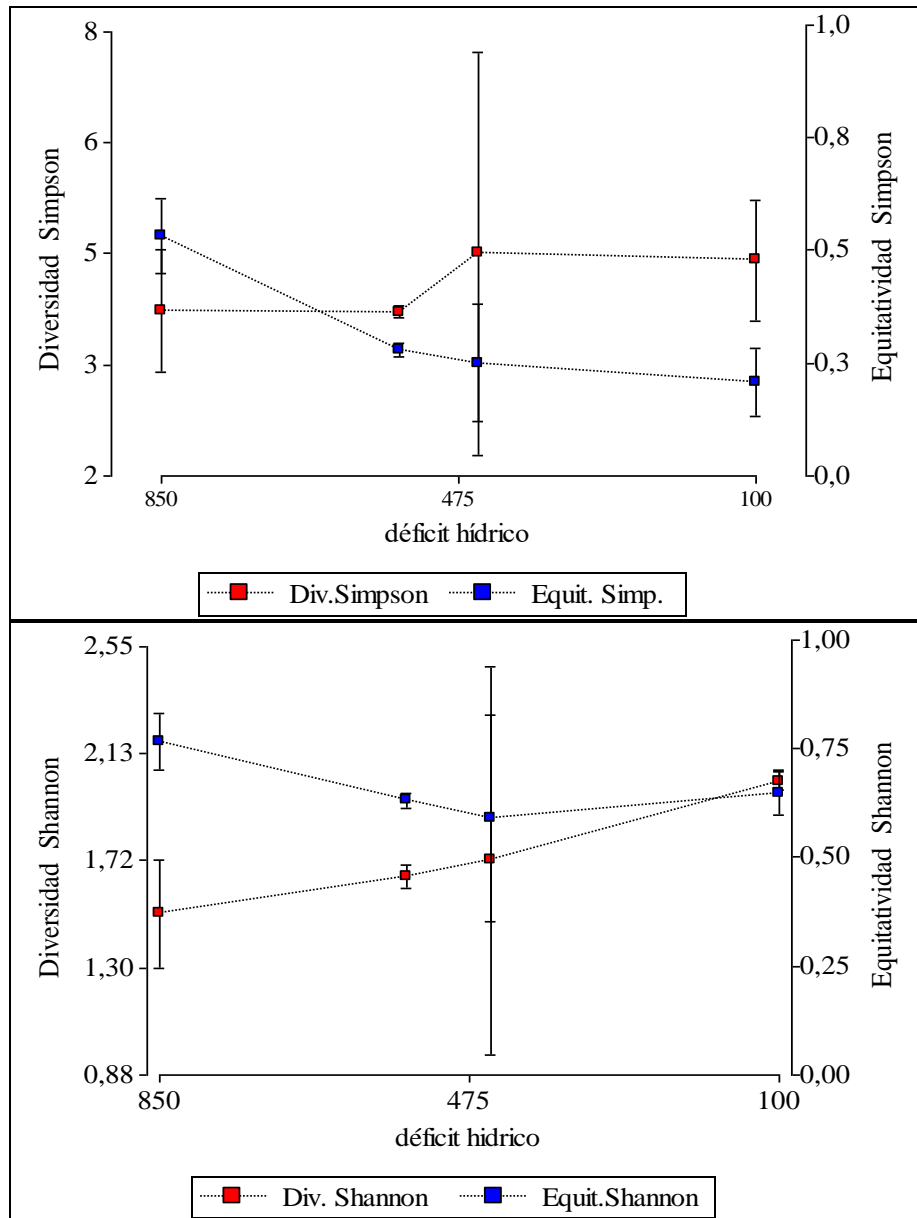 8
6
5
3
2
Diversidad Simpson
1,0
0,8
0,5
0,3
0,0
Equitatividad Simpson
850
475
100
déficit hídrico
Div.Simpson
Equit. Simp.
2,55
2,13
1,72
1,30
0,88
Diversidad Shannon
1,00
0,75
0,50
0,25
0,00
Equitatividad Shannon
850
475
100
déficit hidrico
Div. Shannon
Equit.Shannon